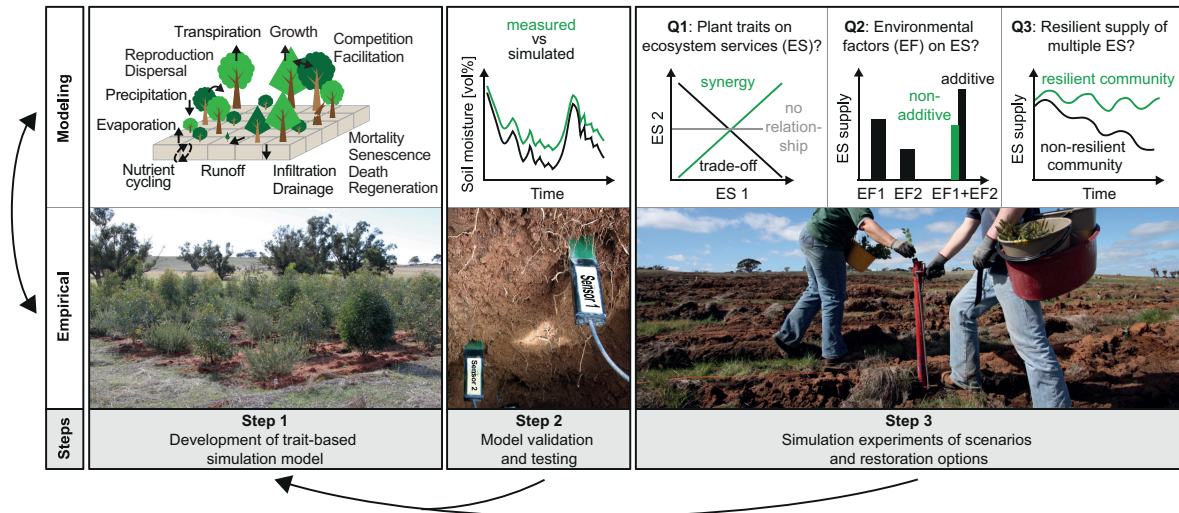 Modeling
Transpiration
Growth
Reproduction
Dispersal
Competition
Facilitation
Precipitation
Evaporation
Nutrient
cycling
Runoff
Infiltration
Drainage
Mortality
Senescence
Death
Regeneration
measured
vs
simulated
Soil moisture [vol%]
Time
Q1: Plant traits on
ecosystem services (ES)?
synergy
no
relation-
ship
trade-off
ES 2
ES 1
Q2: Environmental
factors (EF) on ES?
additive
non-
additive
ES supply
EF1 EF2 EF1+EF2
Q3: Resilient supply of
multiple ES?
resilient community
non-resilient
community
ES supply
Time
Empirical
Sensor 1
Sensor 2
Steps
Step 1
Development of trait-based
simulation model
Step 2
Model validation
and testing
Step 3
Simulation experiments of scenarios
and restoration options